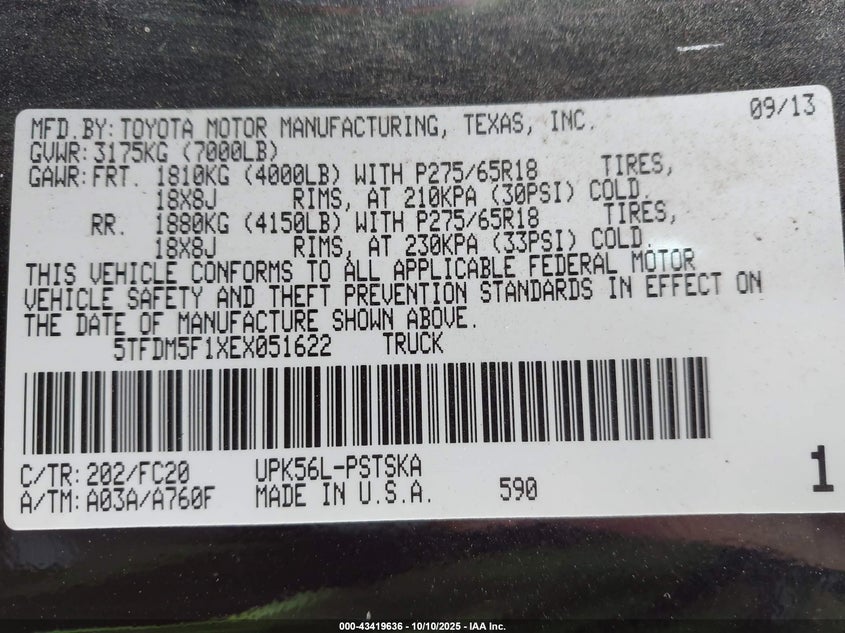 09/13
MFD.BY: TOYOTA MOTOR MANUFACTURING, TEXAS, INC.
GVWR: 3175KG (7000LB)
GAWR: FRT. 1810KG (4000LB) WITH P275/65R18 TIRES,
18X8J RIMS, AT 210KPA (30PSI) COLD.
RR. 1880KG (4150LB) WITH P275/65R18 TIRES,
18X8J RIMS, AT 230KPA (33PSI) COLD.
THIS VEHICLE CONFORMS TO ALL APPLICABLE FEDERAL MOTOR
VEHICLE SAFETY AND THEFT PREVENTION STANDARDS IN EFFECT ON
THE DATE OF MANUFACTURE SHOWN ABOVE.
5TFDM5F1XEX051622 TRUCK
C/TR: 202/FC20 UPK56L-PSTSKA
A/TM: A03A/A760F MADE IN U.S.A. 590
1
000-43419636 - 10/10/2025 - IAA Inc.